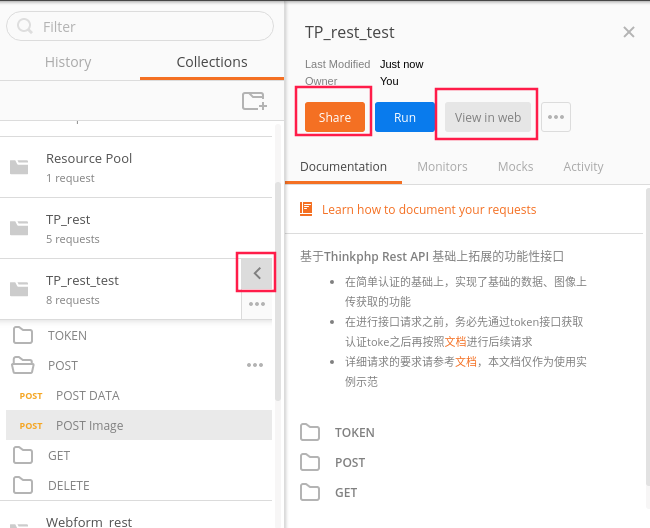 Filter
History
Collections
Resource Pool
1 request
TP_rest
5 requests
TP_rest_test
8 requests
TOKEN
POST
POST POST DATA
POST POST Image
GET
DELETE
Webform_rest
TP_rest_test
Last Modified Just now
Owner You
Share
Run
View in web
Documentation
Monitors
Mocks
Activity
Learn how to document your requests
基于Thinkphp Rest API 基础上拓展的功能性接口
在简单认证的基础上，实现了基础的数据、图像上
传获取的功能
在进行接口请求之前，务必先通过token接口获取
认证toke之后再按照文档进行后续请求
详细请求的要求请参考文档，本文档仅作为使用实
例示范
TOKEN
POST
GET